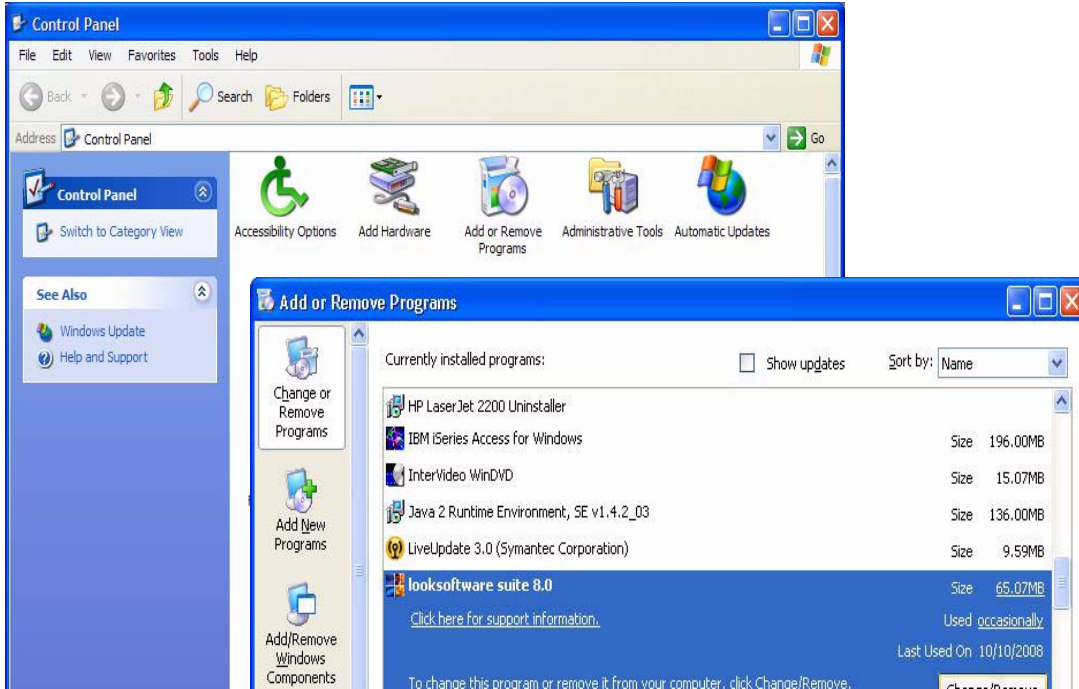 Control Panel
File Edit View Favorites Tools Help
Back Search Folders
Address Control Panel Go
Control Panel
Switch to Category View
See Also
Windows Update
Help and Support
Accessibility Options Add Hardware Add or Remove Programs Administrative Tools Automatic Updates
Add or Remove Programs
Change or
Remove
Programs
Add New
Programs
Add/Remove
Windows
Components
Currently installed programs: Show updates Sort by: Name
HP LaserJet 2200 Uninstaller
IBM iSeries Access for Windows Size 196.00MB
InterVideo WinDVD Size 15.07MB
Java 2 Runtime Environment, SE v1.4.2_03 Size 136.00MB
LiveUpdate 3.0 (Symantec Corporation) Size 9.59MB
looksoftware suite 8.0 Size 65.07MB
Click here for support information. Used occasionally
Last Used On 10/10/2008
To change this program or remove it from your computer, click Change/Remove. Change/Remove